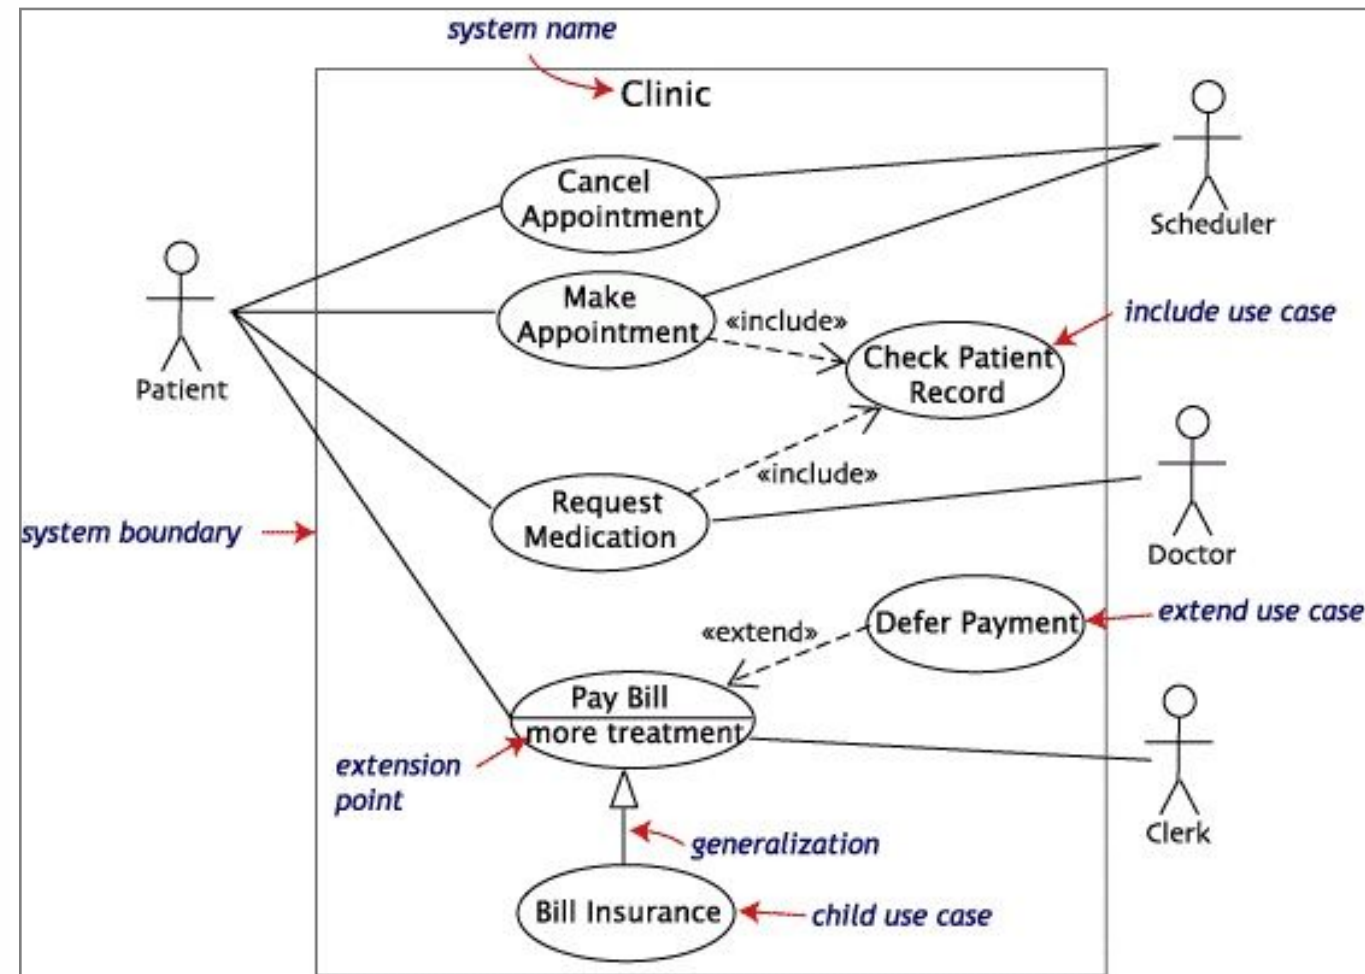 system name
Clinic
Cancel
Appointment
Scheduler
Make
Appointment
«include»
include use case
Check Patient
Record
Patient
«include»
Request
Medication
system boundary
Doctor
Defer Payment
extend use case
«extend»
Pay Bill
more treatment
extension
point
Clerk
generalization
Bill Insurance
child use case